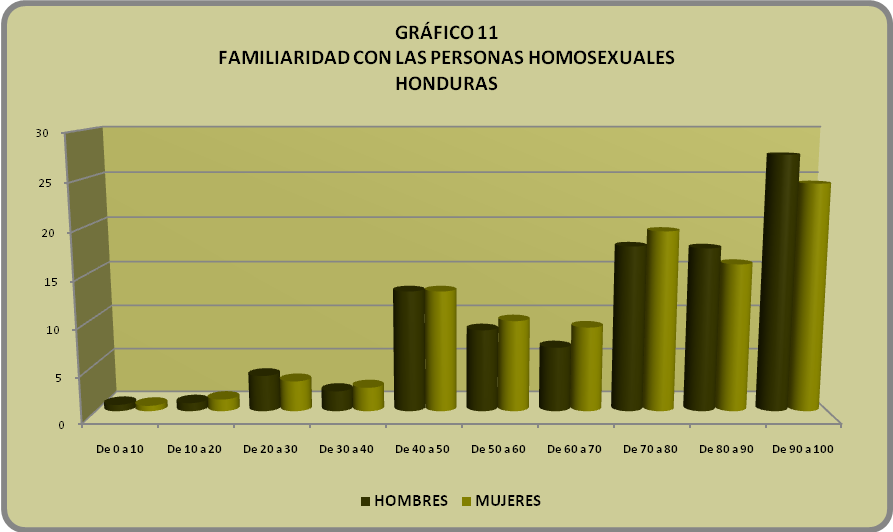 GRÁFICO 11
FAMILIARIDAD CON LAS PERSONAS HOMOSEXUALES
HONDURAS
30
25
20
15
10
5
0
De 0 a 10 De 10 a 20 De 20 a 30 De 30 a 40 De 40 a 50 De 50 a 60 De 60 a 70 De 70 a 80 De 80 a 90 De 90 a 100
HOMBRES MUJERES